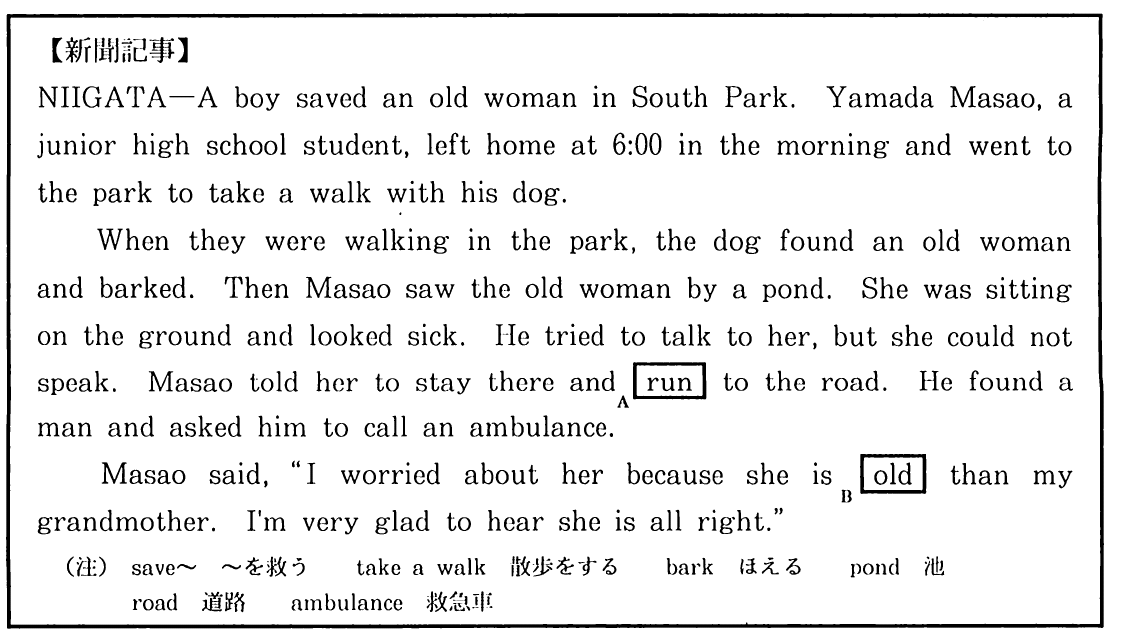 【新聞記事】
NIIGATA—A boy saved an old woman in South Park. Yamada Masao, a
junior high school student, left home at 6:00 in the morning and went to
the park to take a walk with his dog.
When they were walking in the park, the dog found an old woman
and barked. Then Masao saw the old woman by a pond. She was sitting
on the ground and looked sick. He tried to talk to her, but she could not
speak. Masao told her to stay there and A run to the road. He found a
man and asked him to call an ambulance.
Masao said, “I worried about her because she is B old than my
grandmother. I'm very glad to hear she is all right.”
（注） save～ ～を救う take a walk 散歩をする bark ほえる pond 池
road 道路 ambulance 救急車